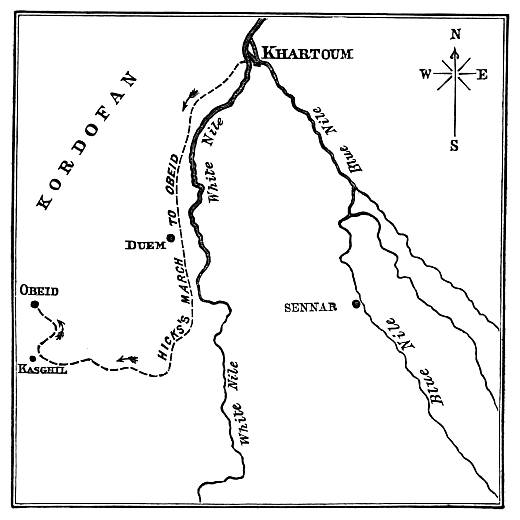 N
KHARTOUM
W E
S
KORDOFAN
White Nile
Blue Nile
HICKS'S MARCH TO OBEID
DUEM
OBEID
SENNAR
KASGHIL
White Nile
Blue Nile